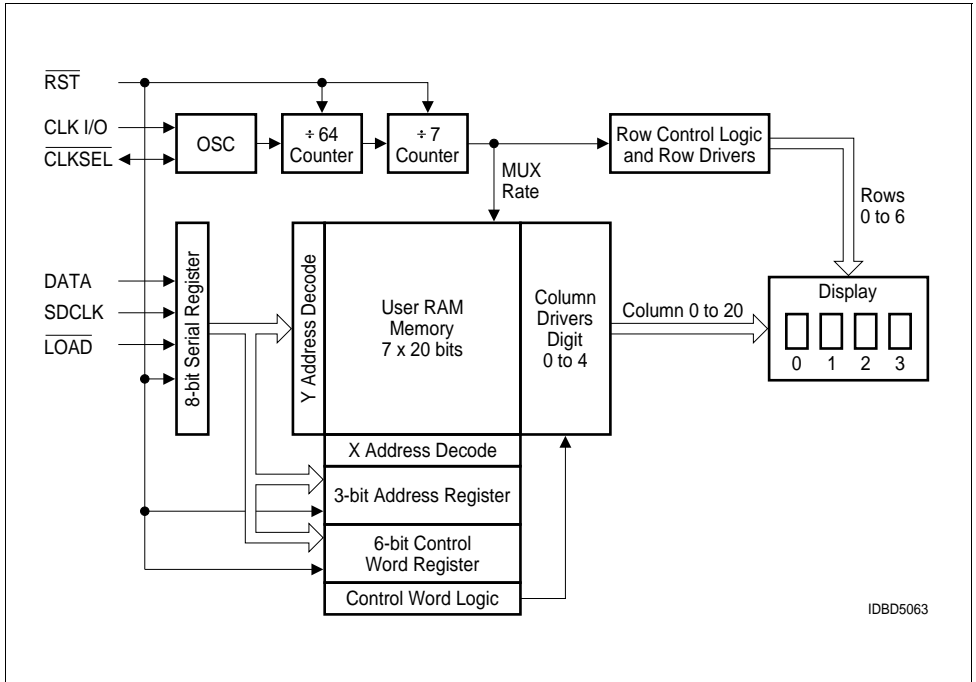 RST
CLK I/O
CLKSEL
OSC
÷ 64
Counter
÷ 7
Counter
MUX
Rate
Row Control Logic
and Row Drivers
Rows
0 to 6
DATA
SDCLK
LOAD
8-bit Serial Register
Y Address Decode
User RAM
Memory
7 x 20 bits
Column
Drivers
Digit
0 to 4
Column 0 to 20
Display
0 1 2 3
X Address Decode
3-bit Address Register
6-bit Control
Word Register
Control Word Logic
IDBD5063